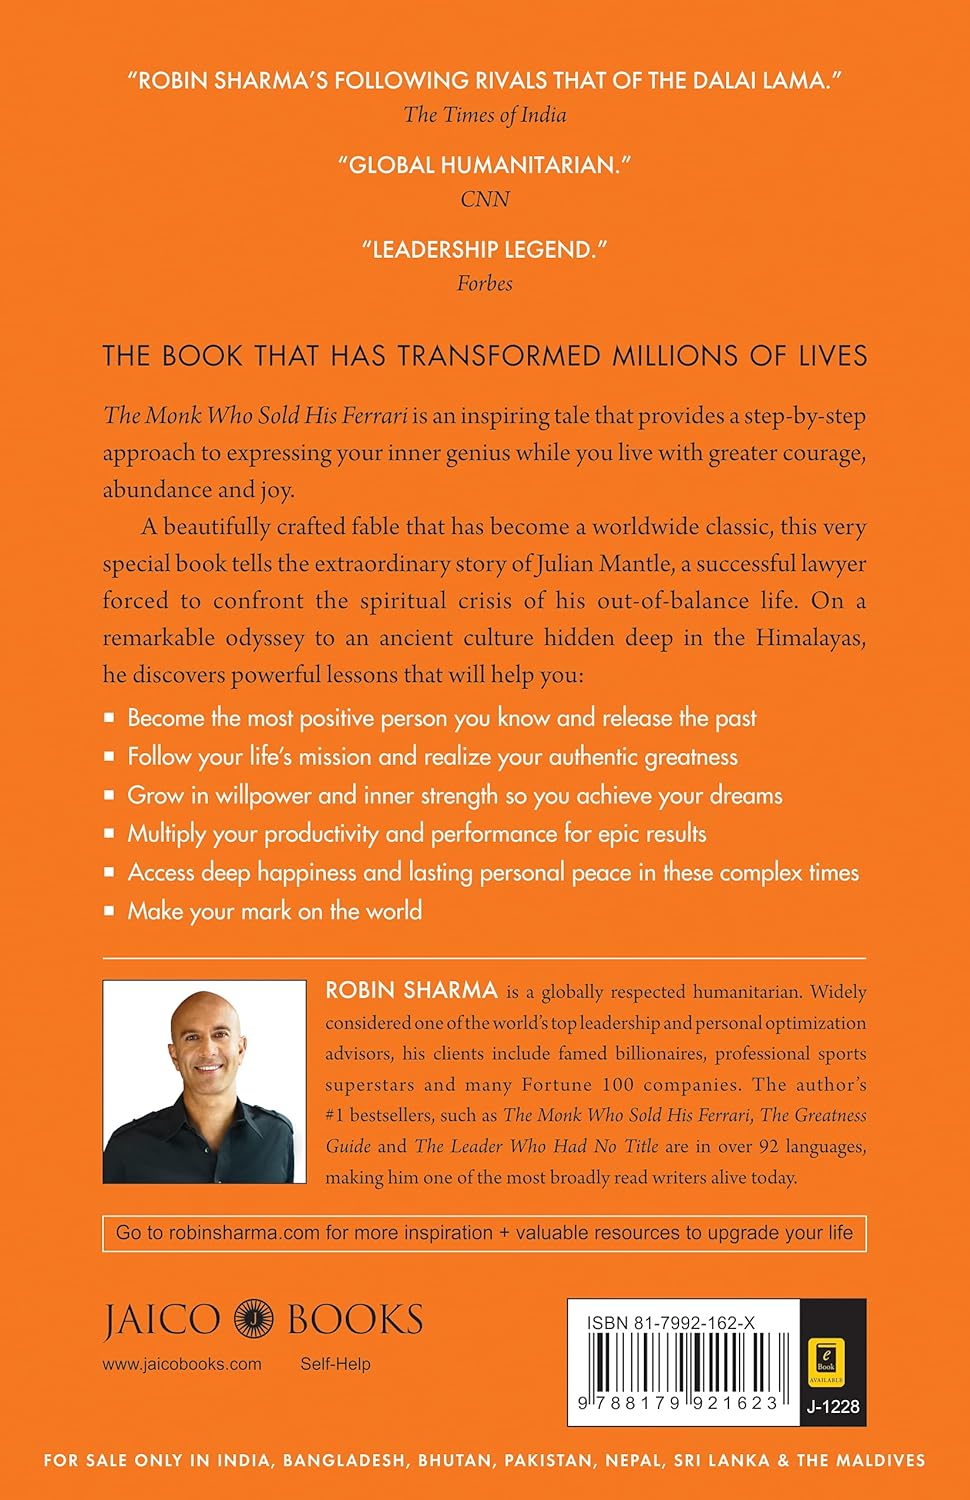 “ROBIN SHARMA’S FOLLOWING RIVALS THAT OF THE DALAI LAMA.”
The Times of India
“GLOBAL HUMANITARIAN.”
CNN
“LEADERSHIP LEGEND.”
Forbes
THE BOOK THAT HAS TRANSFORMED MILLIONS OF LIVES
The Monk Who Sold His Ferrari is an inspiring tale that provides a step-by-step
approach to expressing your inner genius while you live with greater courage,
abundance and joy.
A beautifully crafted fable that has become a worldwide classic, this very
special book tells the extraordinary story of Julian Mantle, a successful lawyer
forced to confront the spiritual crisis of his out-of-balance life. On a
remarkable odyssey to an ancient culture hidden deep in the Himalayas,
he discovers powerful lessons that will help you:
▪ Become the most positive person you know and release the past
▪ Follow your life’s mission and realize your authentic greatness
▪ Grow in willpower and inner strength so you achieve your dreams
▪ Multiply your productivity and performance for epic results
▪ Access deep happiness and lasting personal peace in these complex times
▪ Make your mark on the world
ROBIN SHARMA is a globally respected humanitarian. Widely
considered one of the world’s top leadership and personal optimization
advisors, his clients include famed billionaires, professional sports
superstars and many Fortune 100 companies. The author’s
#1 bestsellers, such as The Monk Who Sold His Ferrari, The Greatness
Guide and The Leader Who Had No Title are in over 92 languages,
making him one of the most broadly read writers alive today.
Go to robinsharma.com for more inspiration + valuable resources to upgrade your life
JAICO J BOOKS
www.jaicobooks.com Self-Help
ISBN 81-7992-162-X
9 788179 921623
e
Book
AVAILABLE
J-1228
FOR SALE ONLY IN INDIA, BANGLADESH, BHUTAN, PAKISTAN, NEPAL, SRI LANKA & THE MALDIVES